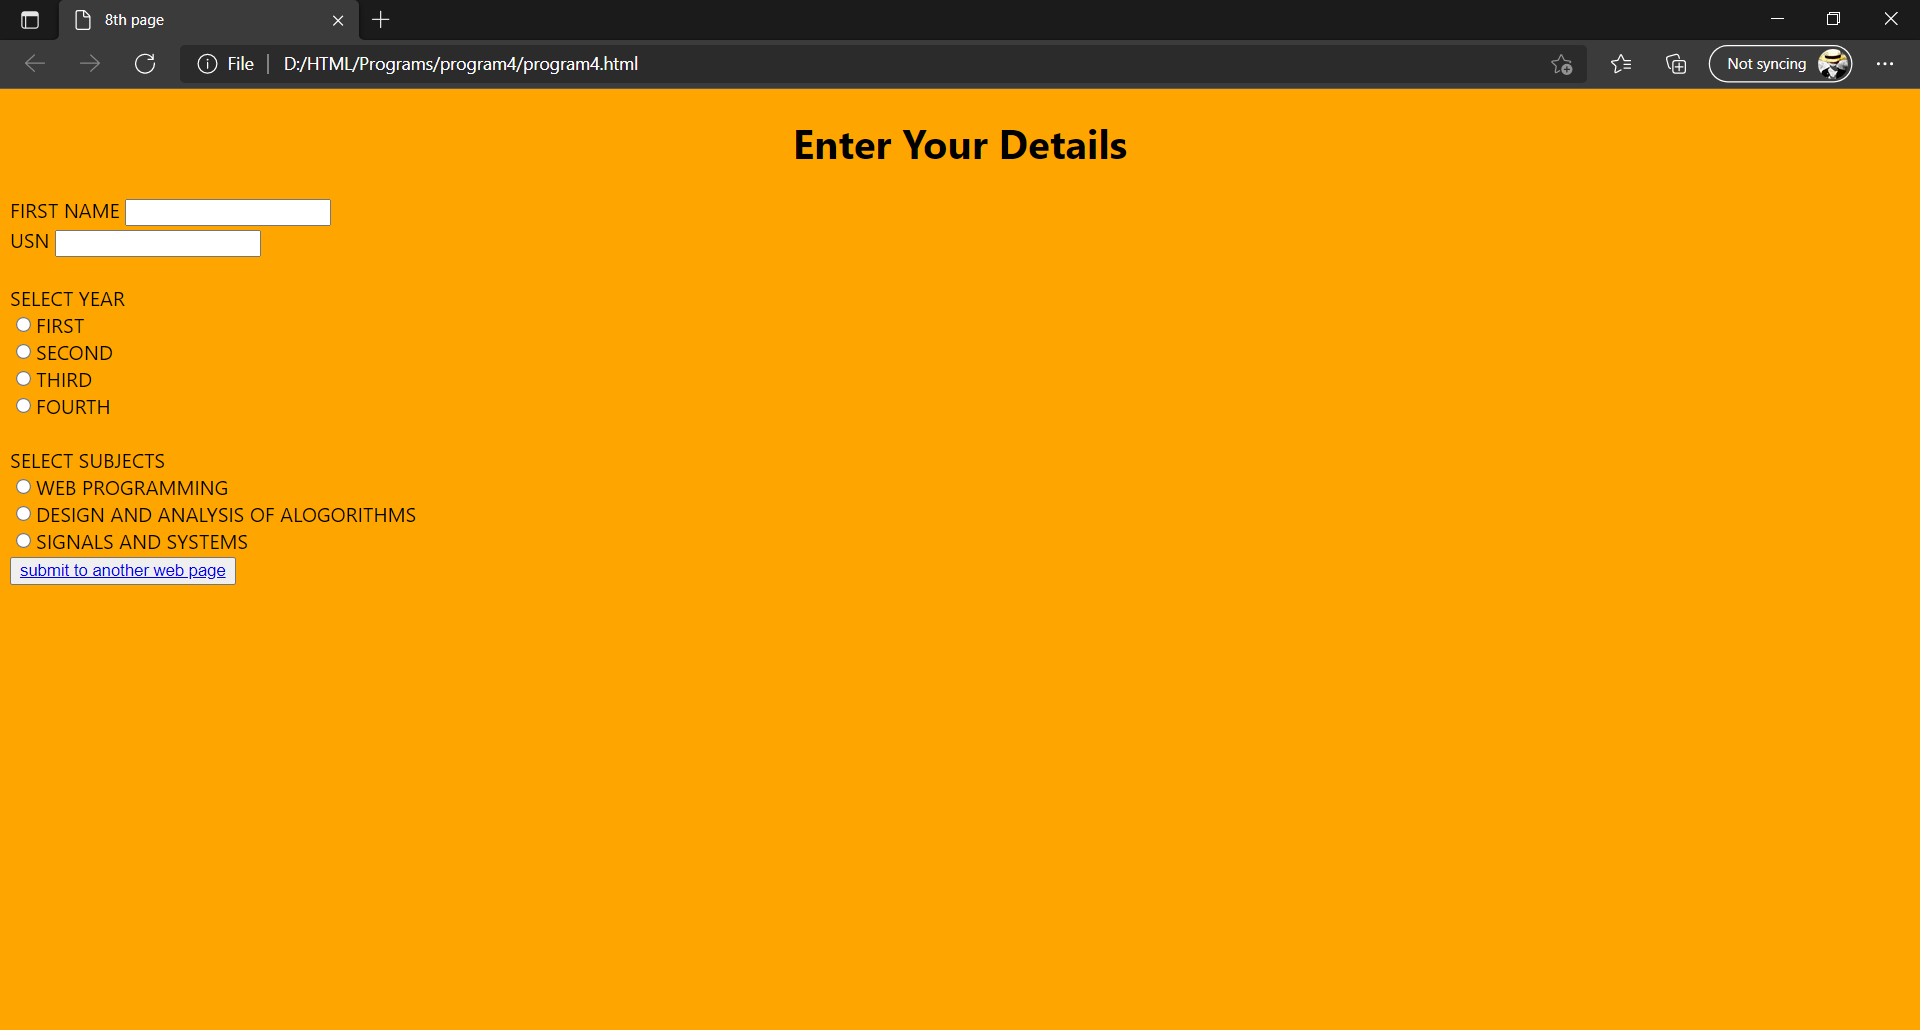 8th page
File D:/HTML/Programs/program4/program4.html
Not syncing
Enter Your Details
FIRST NAME
USN
SELECT YEAR
FIRST
SECOND
THIRD
FOURTH
SELECT SUBJECTS
WEB PROGRAMMING
DESIGN AND ANALYSIS OF ALOGORITHMS
SIGNALS AND SYSTEMS
submit to another web page